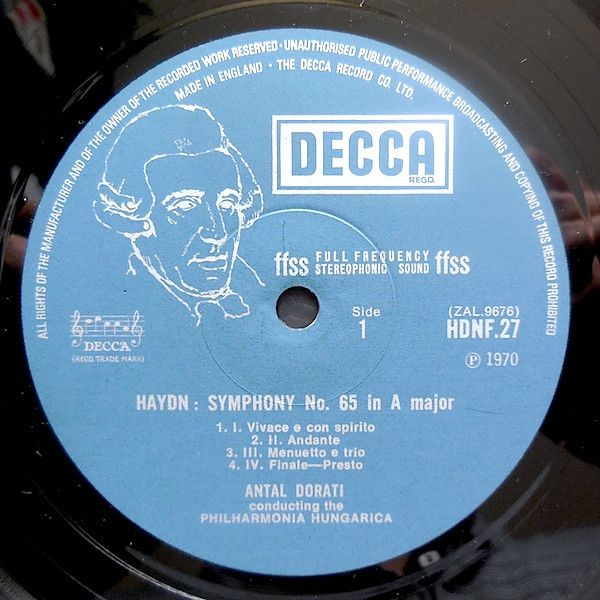 ALL RIGHTS OF THE MANUFACTURER AND OF THE OWNER OF THE RECORDED WORK RESERVED · UNAUTHORISED PUBLIC PERFORMANCE BROADCASTING AND COPYING OF THIS RECORD PROHIBITED
MADE IN ENGLAND · THE DECCA RECORD CO. LTD.
DECCA
REGD.
ffss FULL FREQUENCY STEREOPHONIC SOUND ffss
Side
1
(ZAL.9676)
HDNF.27
Ⓟ 1970
DECCA
(REGD. TRADE MARK)
HAYDN: SYMPHONY No. 65 in A major
1. I. Vivace e con spirito
2. II. Andante
3. III. Menuetto e trio
4. IV. Finale—Presto
ANTAL DORATI
conducting the
PHILHARMONIA HUNGARICA